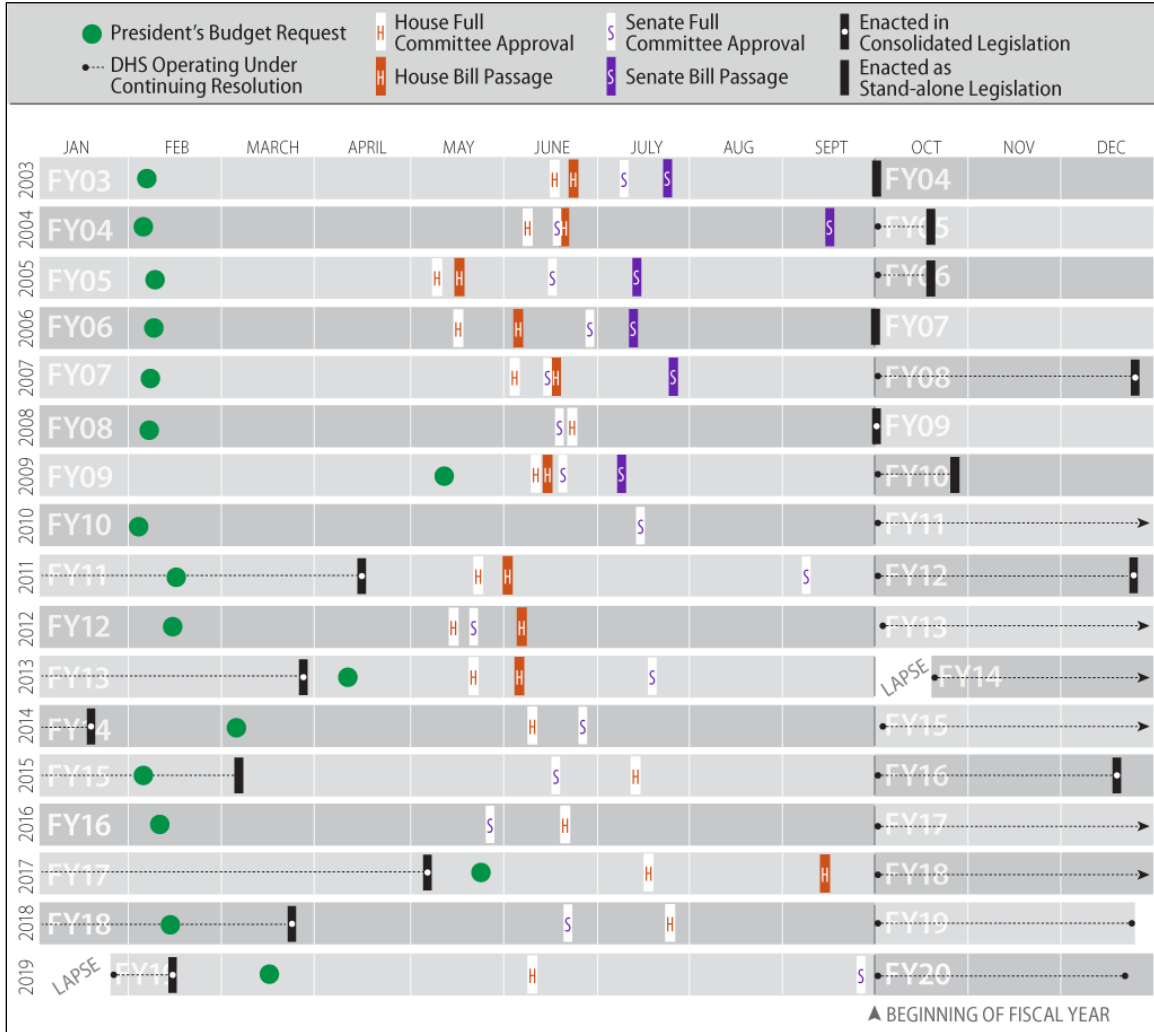 President's Budget Request
DHS Operating Under
Continuing Resolution
H House Full
Committee Approval
H House Bill Passage
S Senate Full
Committee Approval
S Senate Bill Passage
Enacted in
Consolidated Legislation
Enacted as
Stand-alone Legislation
JAN FEB MARCH APRIL MAY JUNE JULY AUG SEPT OCT NOV DEC
2003 FY03 H H S S FY04
2004 FY04 H S H S FY05
2005 FY05 H H S S FY06
2006 FY06 H H S S FY07
2007 FY07 H S H S FY08
2008 FY08 S H FY09
2009 FY09 H H S S FY10
2010 FY10 S FY11
2011 FY11 H H S FY12
2012 FY12 H S H FY13
2013 FY13 H H S LAPSE FY14
2014 FY14 H S FY15
2015 FY15 S H FY16
2016 FY16 S H FY17
2017 FY17 H H FY18
2018 FY18 S H FY19
2019 LAPSE FY19 H S FY20
BEGINNING OF FISCAL YEAR